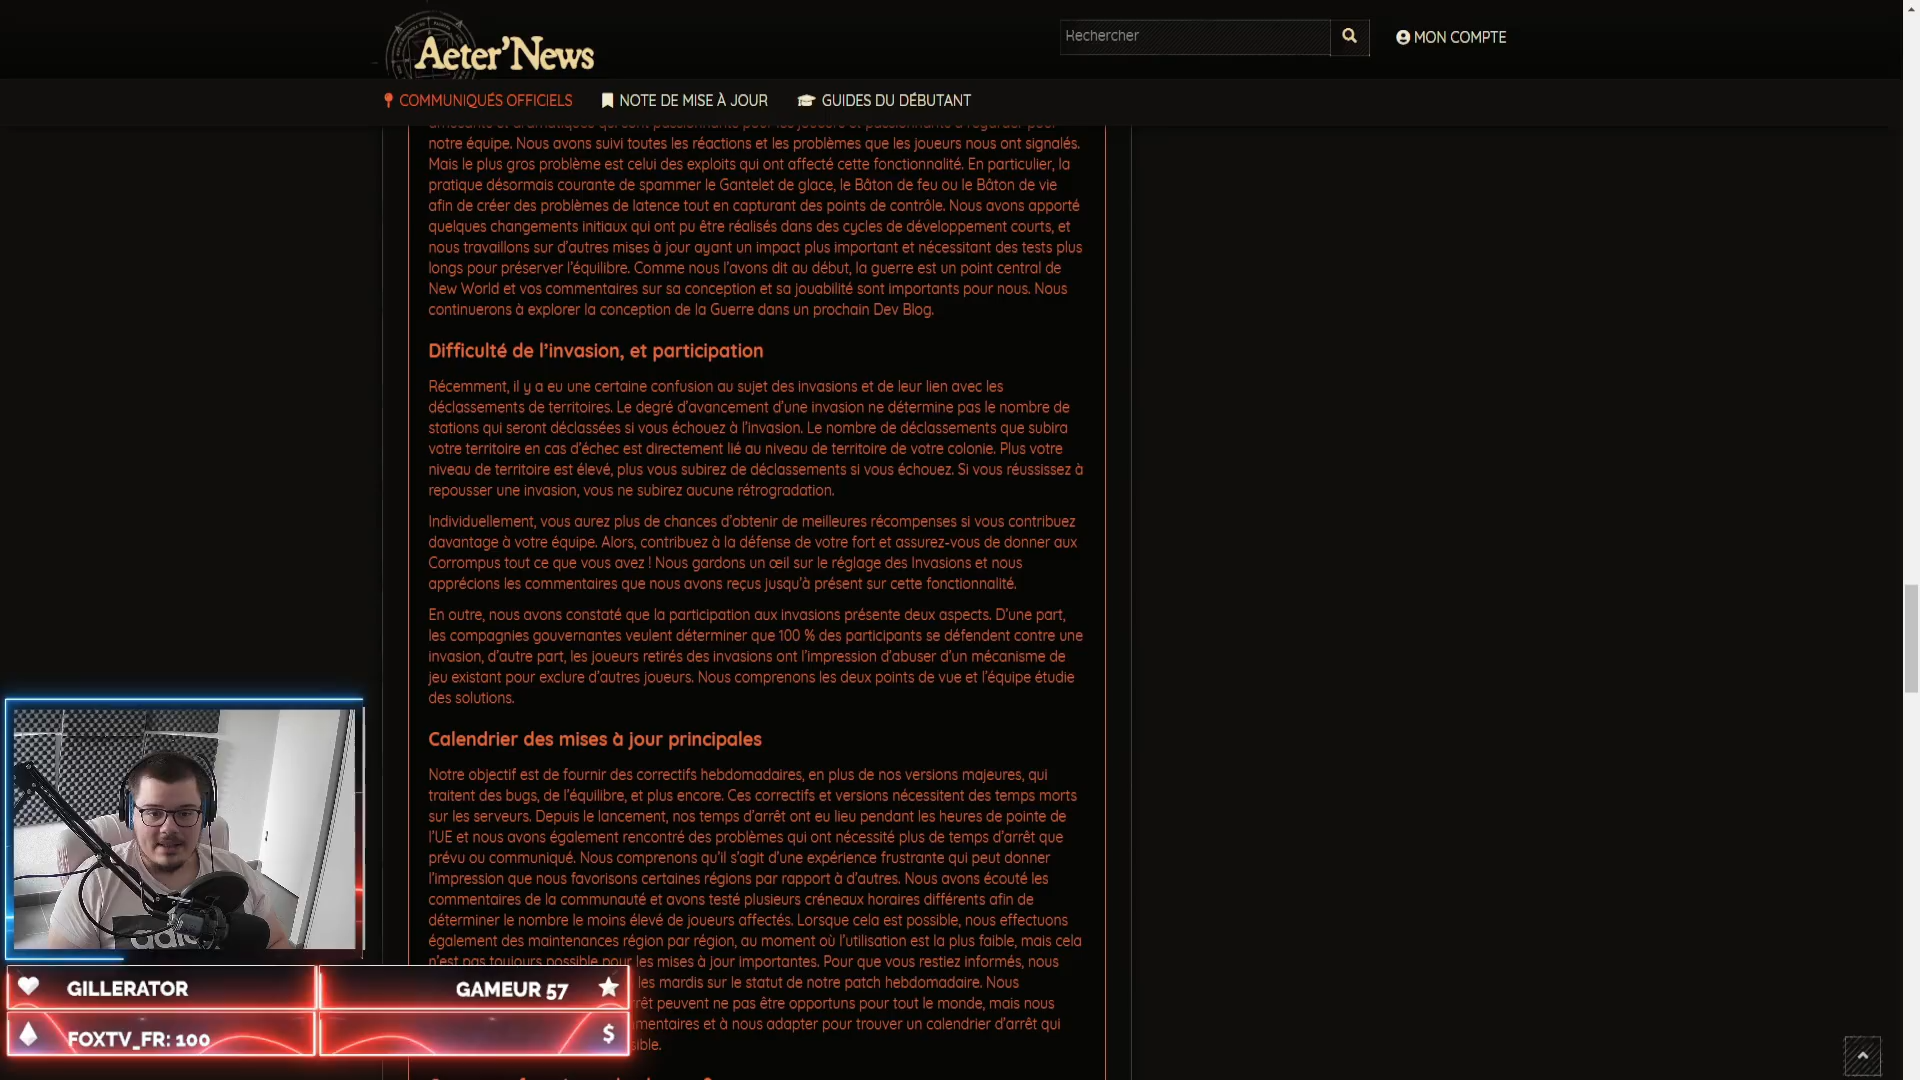 Aeter'News
Rechercher
MON COMPTE
COMMUNIQUÉS OFFICIELS
NOTE DE MISE À JOUR
GUIDES DU DÉBUTANT
notre équipe. Nous avons suivi toutes les réactions et les problèmes que les joueurs nous ont signalés.
Mais le plus gros problème est celui des exploits qui ont affecté cette fonctionnalité. En particulier, la
pratique désormais courante de spammer le Gantelet de glace, le Bâton de feu ou le Bâton de vie
afin de créer des problèmes de latence tout en capturant des points de contrôle. Nous avons apporté
quelques changements initiaux qui ont pu être réalisés dans des cycles de développement courts, et
nous travaillons sur d'autres mises à jour ayant un impact plus important et nécessitant des tests plus
longs pour préserver l'équilibre. Comme nous l'avons dit au début, la guerre est un point central de
New World et vos commentaires sur sa conception et sa jouabilité sont importants pour nous. Nous
continuerons à explorer la conception de la Guerre dans un prochain Dev Blog.
Difficulté de l'invasion, et participation
Récemment, il y a eu une certaine confusion au sujet des invasions et de leur lien avec les
déclassements de territoires. Le degré d'avancement d'une invasion ne détermine pas le nombre de
stations qui seront déclassées si vous échouez à l'invasion. Le nombre de déclassements que subira
votre territoire en cas d'échec est directement lié au niveau de territoire de votre colonie. Plus votre
niveau de territoire est élevé, plus vous subirez de déclassements si vous échouez. Si vous réussissez à
repousser une invasion, vous ne subirez aucune rétrogradation.
Individuellement, vous aurez plus de chances d'obtenir de meilleures récompenses si vous contribuez
davantage à votre équipe. Alors, contribuez à la défense de votre fort et assurez-vous de donner aux
Corrompus tout ce que vous avez ! Nous gardons un œil sur le réglage des Invasions et nous
apprécions les commentaires que nous avons reçus jusqu'à présent sur cette fonctionnalité.
En outre, nous avons constaté que la participation aux invasions présente deux aspects. D'une part,
les compagnies gouvernantes veulent déterminer que 100 % des participants se défendent contre une
invasion, d'autre part, les joueurs retirés des invasions ont l'impression d'abuser d'un mécanisme de
jeu existant pour exclure d'autres joueurs. Nous comprenons les deux points de vue et l'équipe étudie
des solutions.
Calendrier des mises à jour principales
Notre objectif est de fournir des correctifs hebdomadaires, en plus de nos versions majeures, qui
traitent des bugs, de l'équilibre, et plus encore. Ces correctifs et versions nécessitent des temps morts
sur les serveurs. Depuis le lancement, nos temps d'arrêt ont eu lieu pendant les heures de pointe de
l'UE et nous avons également rencontré des problèmes qui ont nécessité plus de temps d'arrêt que
prévu ou communiqué. Nous comprenons qu'il s'agit d'une expérience frustrante qui peut donner
l'impression que nous favorisons certaines régions par rapport à d'autres. Nous avons écouté les
commentaires de la communauté et avons testé plusieurs créneaux horaires différents afin de
déterminer le nombre le moins élevé de joueurs affectés. Lorsque cela est possible, nous effectuons
également des maintenances région par région, au moment où l'utilisation est la plus faible, mais cela
n'est pas toujours possible pour les mises à jour importantes. Pour que vous restiez informés, nous
les mardis sur le statut de notre patch hebdomadaire. Nous
rrêt peuvent ne pas être opportuns pour tout le monde, mais nous
mentaires et à nous adapter pour trouver un calendrier d'arrêt qui
sible.
adidas
GILLERATOR
GAMEUR 57
FOXTV_FR: 100
$